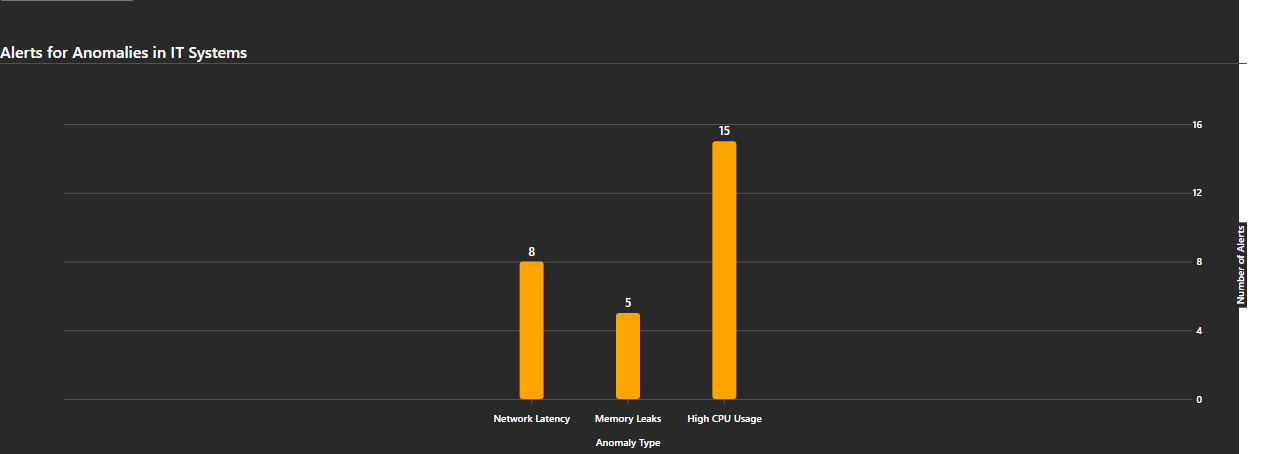 Alerts for Anomalies in IT Systems
16
15
12
8
8
5
4
0
Number of Alerts
Network Latency
Memory Leaks
High CPU Usage
Anomaly Type